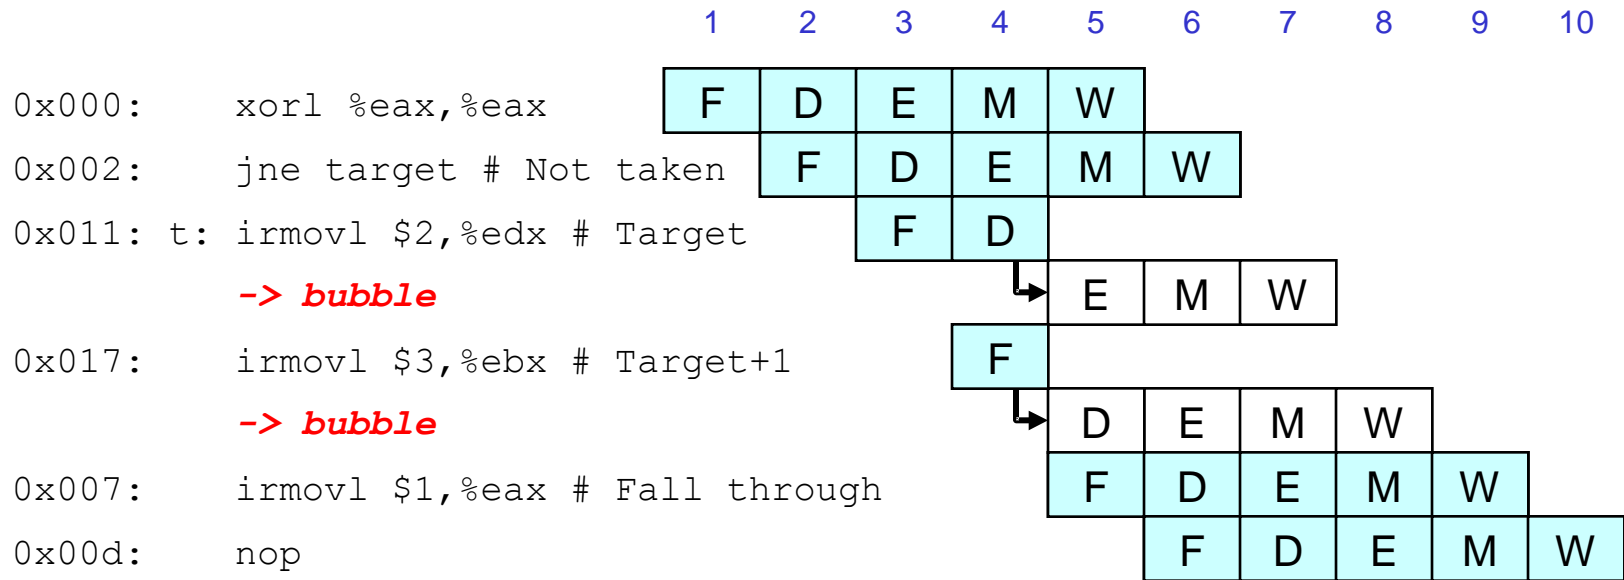 1 2 3 4 5 6 7 8 9 10
0x000: xorl %eax,%eax F D E M W
0x002: jne target # Not taken F D E M W
0x011: t: irmovl $2,%edx # Target F D
-> bubble E M W
0x017: irmovl $3,%ebx # Target+1 F
-> bubble D E M W
0x007: irmovl $1,%eax # Fall through F D E M W
0x00d: nop F D E M W